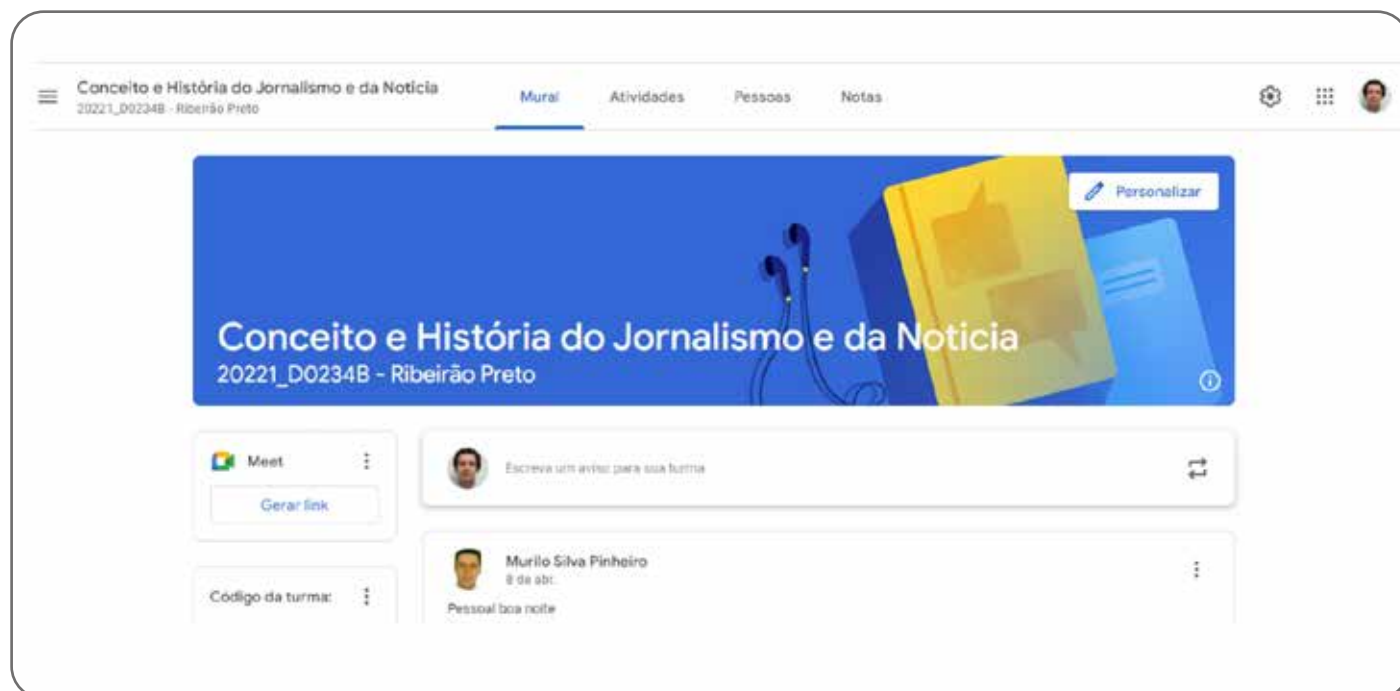 Conceito e História do Jornalismo e da Noticia
20221_D0234B - Ribeirão Preto
Mural
Atividades
Pessoas
Notas
Personalizar
Conceito e História do Jornalismo e da Noticia
20221_D0234B - Ribeirão Preto
Meet
Gerar link
Escreva um aviso para sua turma
Murilo Silva Pinheiro
8 de abr.
Código da turma:
Pessoal boa noite